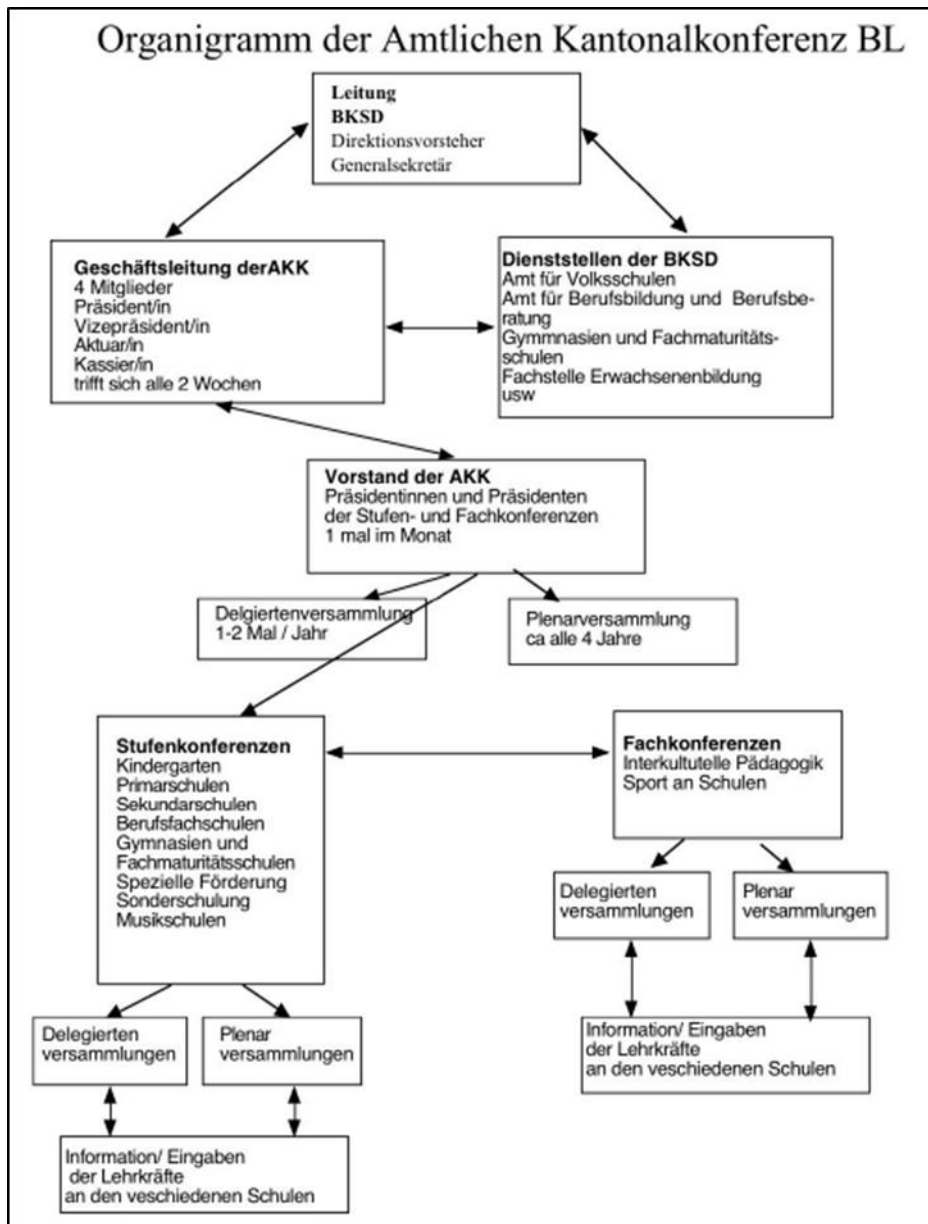 Organigramm der Amtlichen Kantonalkonferenz BL
Leitung
BKSD
Direktionsvorsteher
Generalsekretär
Geschäftsleitung derAKK
4 Mitglieder
Präsident/in
Vizepräsident/in
Aktuar/in
Kassier/in
trifft sich alle 2 Wochen
Dienststellen der BKSD
Amt für Volksschulen
Amt für Berufsbildung und Berufsbe-
ratung
Gymmnasien und Fachmaturitäts-
schulen
Fachstelle Erwachsenenbildung
usw
Vorstand der AKK
Präsidentinnen und Präsidenten
der Stufen- und Fachkonferenzen
1 mal im Monat
Delgiertenversammlung
1-2 Mal / Jahr
Plenarversammlung
ca alle 4 Jahre
Stufenkonferenzen
Kindergarten
Primarschulen
Sekundarschulen
Berufsfachschulen
Gymnasien und
Fachmaturitätsschulen
Spezielle Förderung
Sonderschulung
Musikschulen
Fachkonferenzen
Interkultutelle Pädagogik
Sport an Schulen
Delegierten
versammlungen
Plenar
versammlungen
Information/ Eingaben
der Lehrkräfte
an den veschiedenen Schulen
Delegierten
versammlungen
Plenar
versammlungen
Information/ Eingaben
der Lehrkräfte
an den veschiedenen Schulen